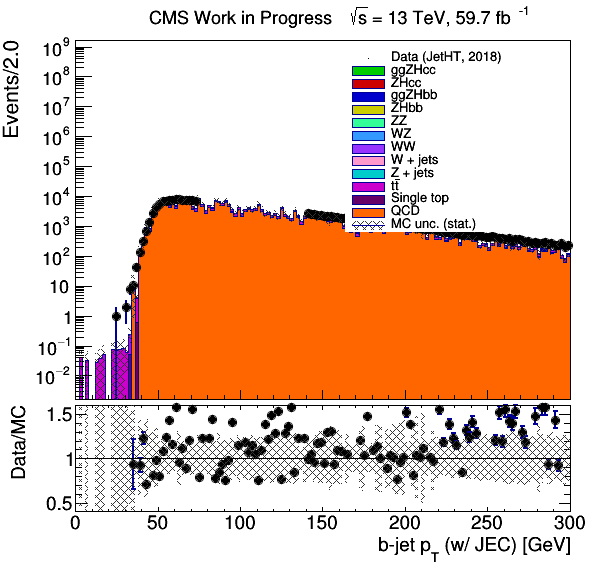 CMS Work in Progress √s = 13 TeV, 59.7 fb⁻¹
Events/2.0
10⁹
10⁸
10⁷
10⁶
10⁵
10⁴
10³
10²
10
1
10⁻¹
10⁻²
Data (JetHT, 2018)
ggZHcc
ZHcc
ggZHbb
ZHbb
ZZ
WZ
WW
W + jets
Z + jets
tt̄
Single top
QCD
MC unc. (stat.)
Data/MC
1.5
1
0.5
0 50 100 150 200 250 300
b-jet p_T (w/ JEC) [GeV]